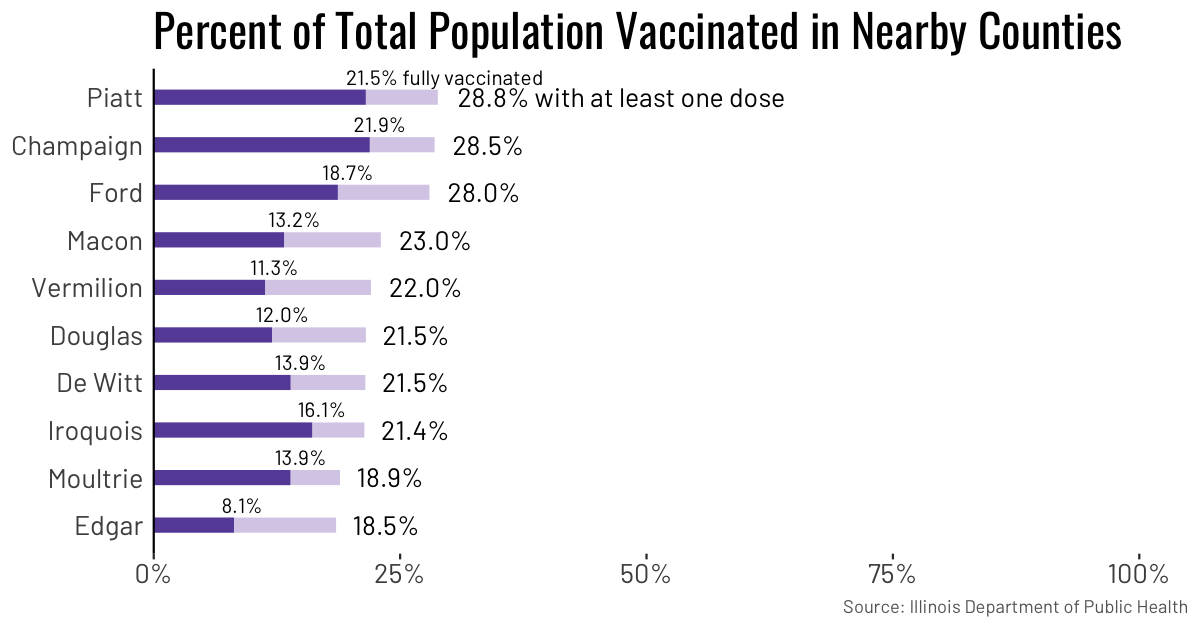 Percent of Total Population Vaccinated in Nearby Counties
21.5% fully vaccinated
Piatt 28.8% with at least one dose
21.9%
Champaign 28.5%
18.7%
Ford 28.0%
13.2%
Macon 23.0%
11.3%
Vermilion 22.0%
12.0%
Douglas 21.5%
13.9%
De Witt 21.5%
16.1%
Iroquois 21.4%
13.9%
Moultrie 18.9%
8.1%
Edgar 18.5%
0% 25% 50% 75% 100%
Source: Illinois Department of Public Health